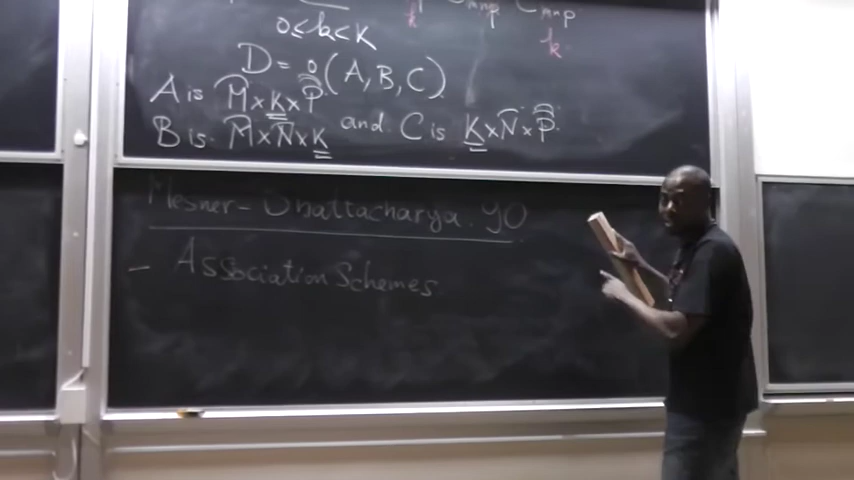 0≤k<K
D = o(A, B, C)
A is M×K×P
B is M×N×K and C is K×N×P
Mesner-Bhattacharya. 90
- Association Schemes